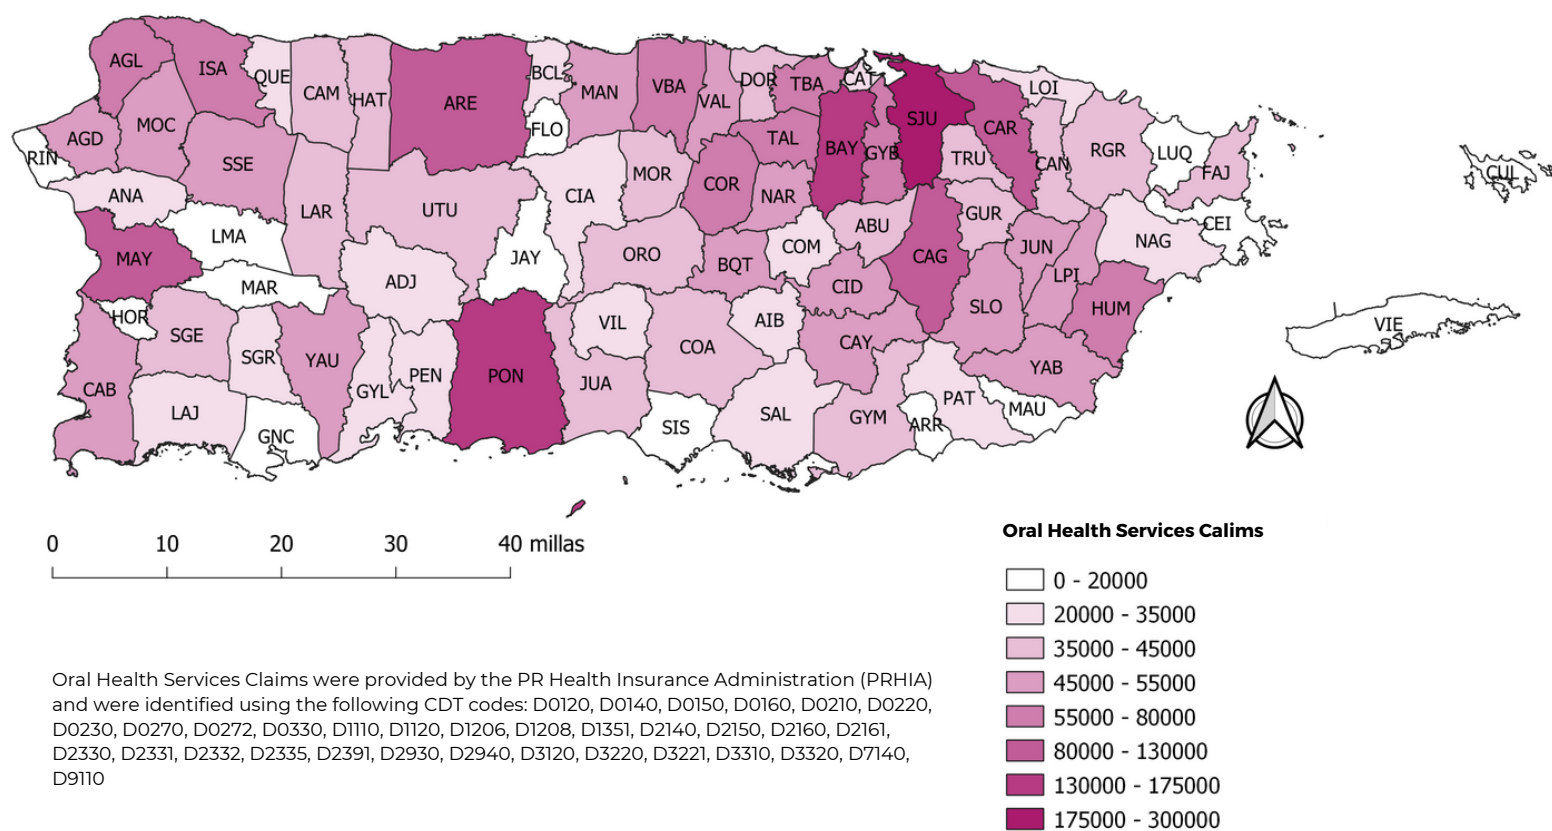 AGL
ISA
QUE
CAM
HAT
ARE
BCL
FLO
MAN
VBA
VAL
DOR
TBA
CAT
LOI
AGD
MOC
SSE
RIN
ANA
LAR
UTU
CIA
MOR
COR
TAL
NAR
BAY
GYB
SJU
CAR
TRU
CAN
RGR
LUQ
FAJ
CUL
MAY
LMA
MAR
ADJ
JAY
ORO
BQT
COM
ABU
CID
CAG
GUR
JUN
LPI
NAG
CEI
HUM
VIE
HOR
SGE
SGR
YAU
GYL
PEN
PON
VIL
JUA
COA
AIB
CAY
SLO
YAB
CAB
LAJ
GNC
SIS
SAL
GYM
ARR
PAT
MAU
0 10 20 30 40 millas
Oral Health Services Calims
0 - 20000
20000 - 35000
35000 - 45000
45000 - 55000
55000 - 80000
80000 - 130000
130000 - 175000
175000 - 300000
Oral Health Services Claims were provided by the PR Health Insurance Administration (PRHIA)
and were identified using the following CDT codes: D0120, D0140, D0150, D0160, D0210, D0220,
D0230, D0270, D0272, D0330, D1110, D1120, D1206, D1208, D1351, D2140, D2150, D2160, D2161,
D2330, D2331, D2332, D2335, D2391, D2930, D2940, D3120, D3220, D3221, D3310, D3320, D7140,
D9110